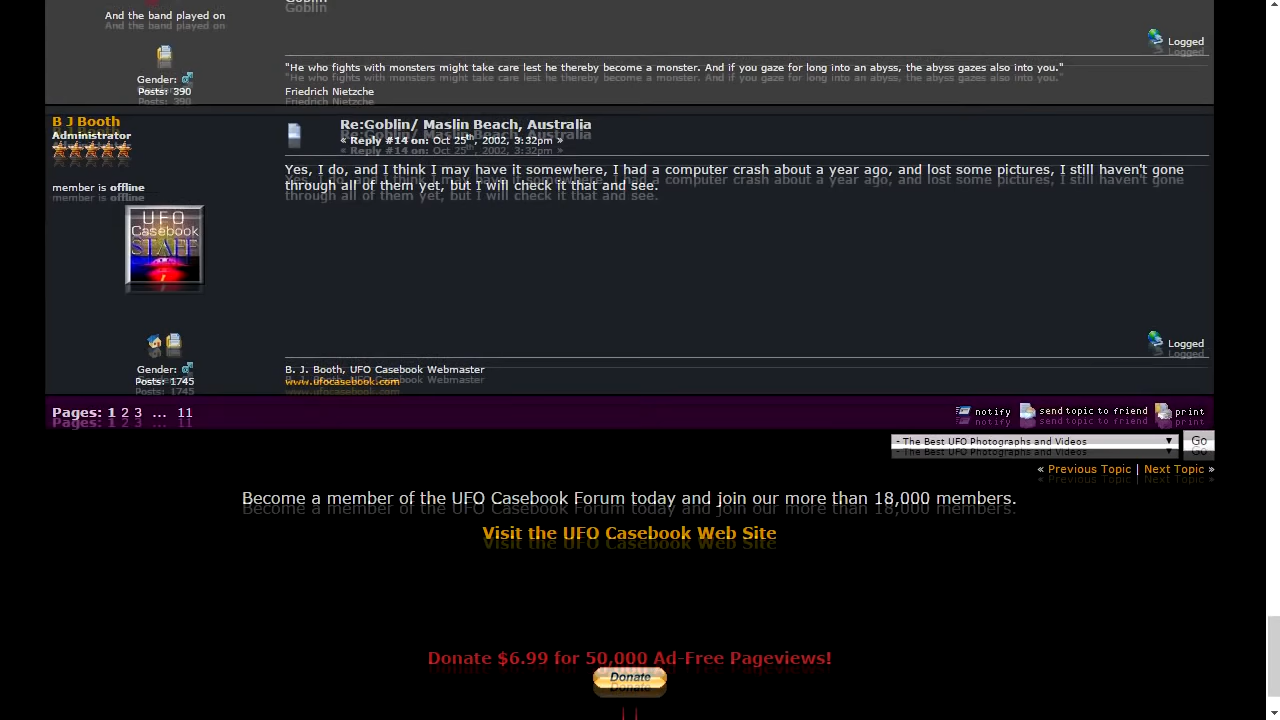 Goblin
And the band played on
Logged
"He who fights with monsters might take care lest he thereby become a monster. And if you gaze for long into an abyss, the abyss gazes also into you."
Gender:
Posts: 390
Friedrich Nietzche
B J Booth
Administrator
Re:Goblin/ Maslin Beach, Australia
« Reply #14 on: Oct 25th, 2002, 3:32pm »
Yes, I do, and I think I may have it somewhere, I had a computer crash about a year ago, and lost some pictures, I still haven't gone
through all of them yet, but I will check it that and see.
member is offline
UFO
Casebook
STAFF
Logged
Gender:
Posts: 1745
B. J. Booth, UFO Casebook Webmaster
www.ufocasebook.com
Pages: 1 2 3 ... 11
notify send topic to friend print
- The Best UFO Photographs and Videos Go
« Previous Topic | Next Topic »
Become a member of the UFO Casebook Forum today and join our more than 18,000 members.
Visit the UFO Casebook Web Site
Donate $6.99 for 50,000 Ad-Free Pageviews!
Donate